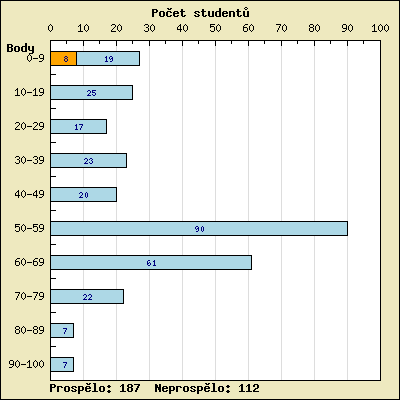 Počet studentů
0 10 20 30 40 50 60 70 80 90 100
Body
0-9 8 19
10-19 25
20-29 17
30-39 23
40-49 20
50-59 90
60-69 61
70-79 22
80-89 7
90-100 7
Prospělo: 187 Neprospělo: 112